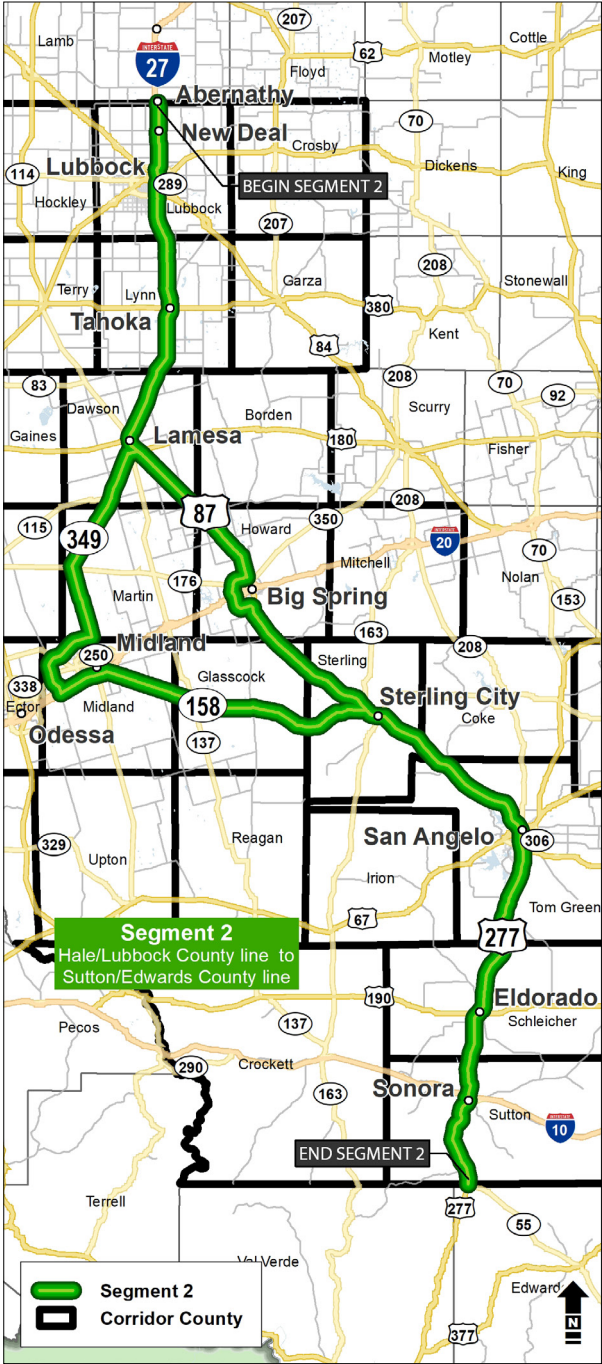 207
Cottle
Lamb
62
Motley
INTERSTATE
27
Floyd
Abernathy
70
New Deal
Crosby
Lubbock
Dickens
King
114
289
BEGIN SEGMENT 2
Hockley
Lubbock
207
208
Stonewall
Terry
Lynn
Garza
Tahoka
380
Kent
84
83
208
70
92
Dawson
Borden
Scurry
Gaines
Lamesa
180
Fisher
208
87
115
349
Howard
350
INTERSTATE
20
70
Mitchell
176
Nolan
Martin
Big Spring
153
Midland
163
208
250
Glasscock
Sterling
338
Ector
Midland
158
Sterling City
Odessa
Coke
137
San Angelo
306
329
Reagan
Upton
Irion
Tom Green
67
Segment 2
Hale/Lubbock County line to
Sutton/Edwards County line
277
190
Eldorado
Schleicher
Pecos
137
Crockett
290
163
Sonora
Sutton
INTERSTATE
10
END SEGMENT 2
Terrell
277
55
Val Verde
Edward
Segment 2
Corridor County
377
N